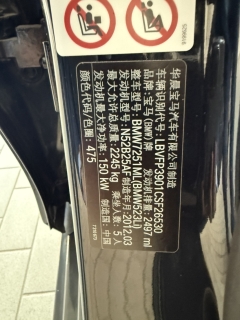 华晨宝马汽车有限公司制造
品牌：宝马(BMW)牌 发动机排量：2497 ml
车辆识别代号：LBVFP3901CSF26530
整车型号：BMW7251ML(BMW523Li)
发动机型号：N52B25AF 制造年月：2012.03
最大允许总质量：2245 kg 乘坐人数：5人
发动机最大净功率：150 kW 制造国：中国
颜色代码/色圈：475